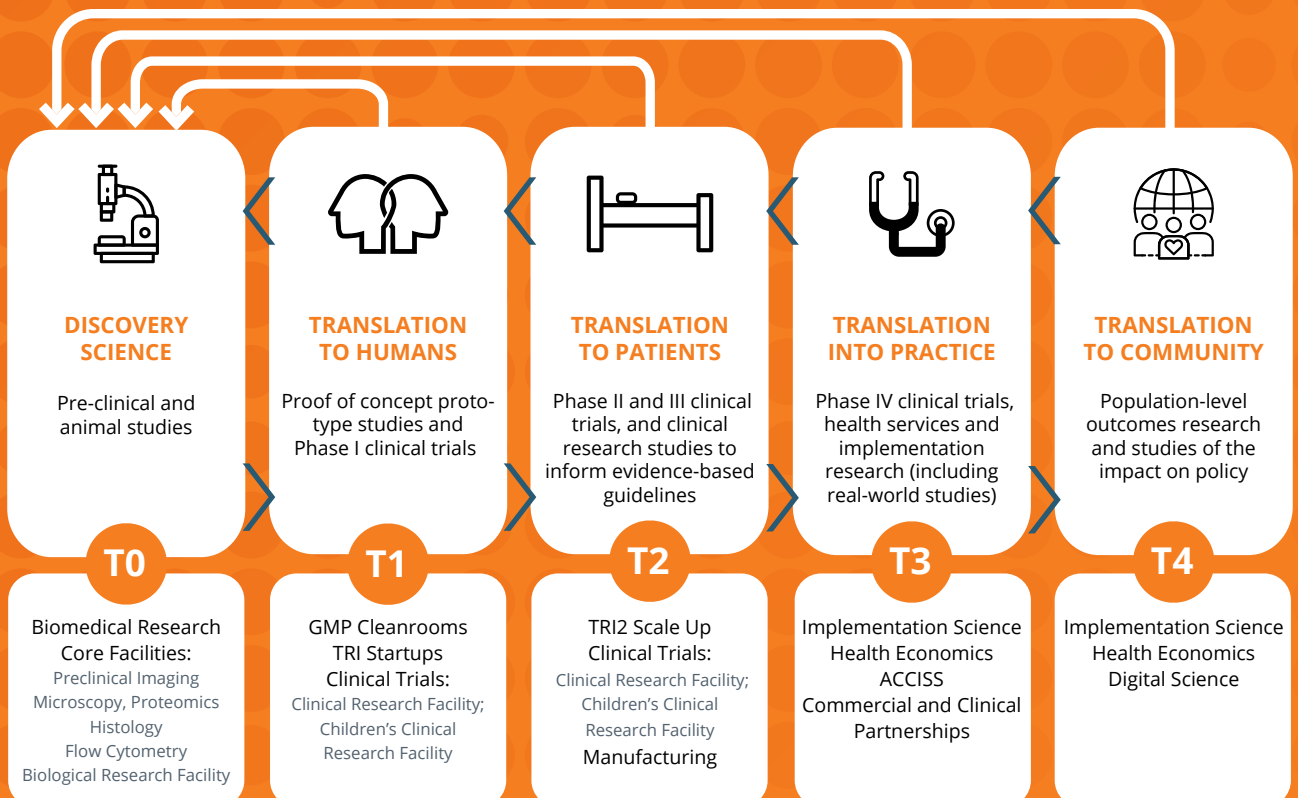 DISCOVERY
SCIENCE
Pre-clinical and
animal studies
T0
Biomedical Research
Core Facilities:
Preclinical Imaging
Microscopy, Proteomics
Histology
Flow Cytometry
Biological Research Facility
TRANSLATION
TO HUMANS
Proof of concept proto-
type studies and
Phase I clinical trials
T1
GMP Cleanrooms
TRI Startups
Clinical Trials:
Clinical Research Facility;
Children’s Clinical
Research Facility
TRANSLATION
TO PATIENTS
Phase II and III clinical
trials, and clinical
research studies to
inform evidence-based
guidelines
T2
TRI2 Scale Up
Clinical Trials:
Clinical Research Facility;
Children’s Clinical
Research Facility
Manufacturing
TRANSLATION
INTO PRACTICE
Phase IV clinical trials,
health services and
implementation
research (including
real-world studies)
T3
Implementation Science
Health Economics
ACCISS
Commercial and Clinical
Partnerships
TRANSLATION
TO COMMUNITY
Population-level
outcomes research
and studies of the
impact on policy
T4
Implementation Science
Health Economics
Digital Science